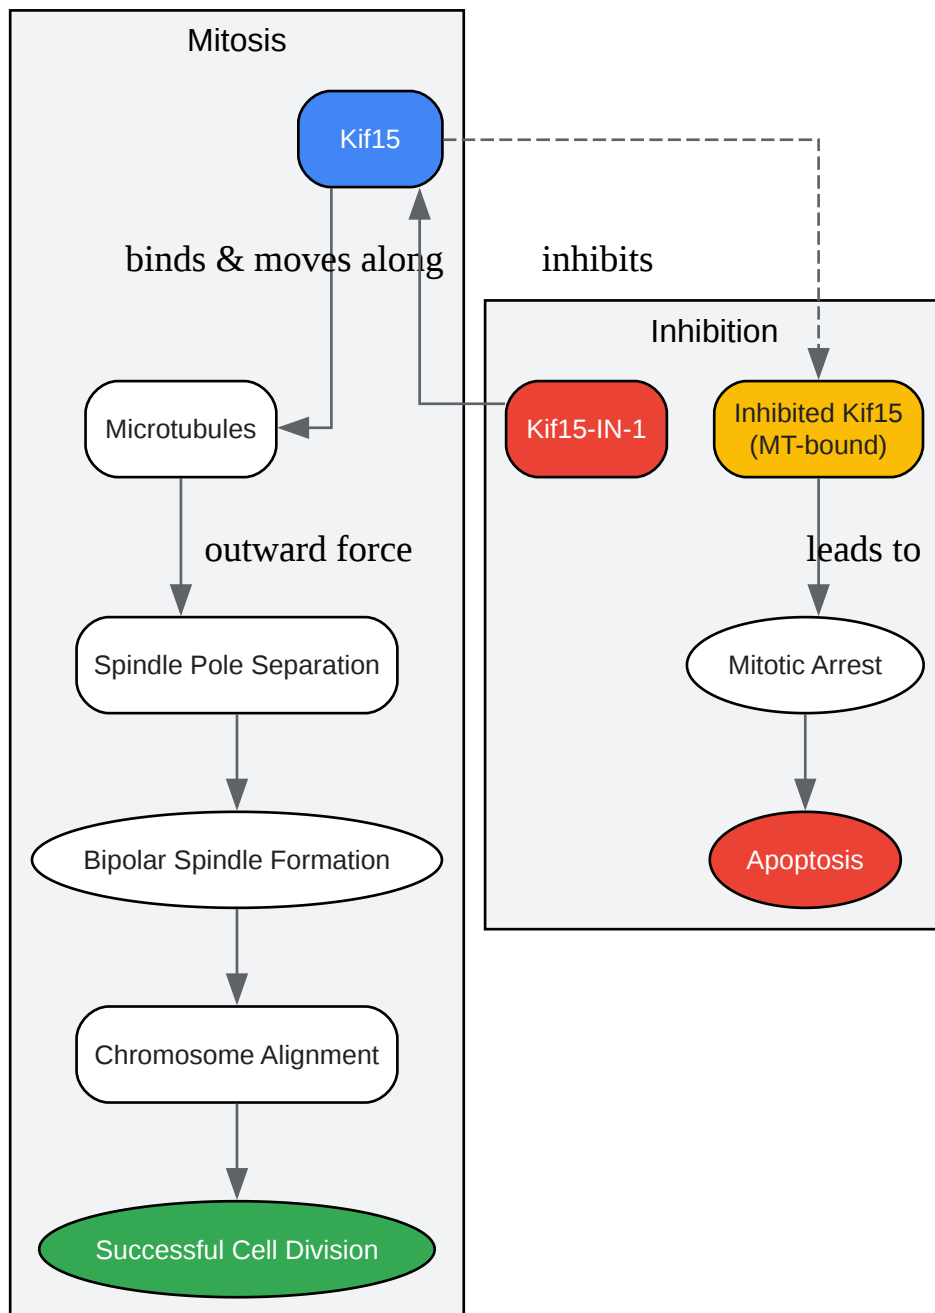 Mitosis
Kif15
binds & moves along
inhibits
Inhibition
Microtubules
Kif15-IN-1
Inhibited Kif15
(MT-bound)
outward force
leads to
Spindle Pole Separation
Mitotic Arrest
Bipolar Spindle Formation
Apoptosis
Chromosome Alignment
Successful Cell Division